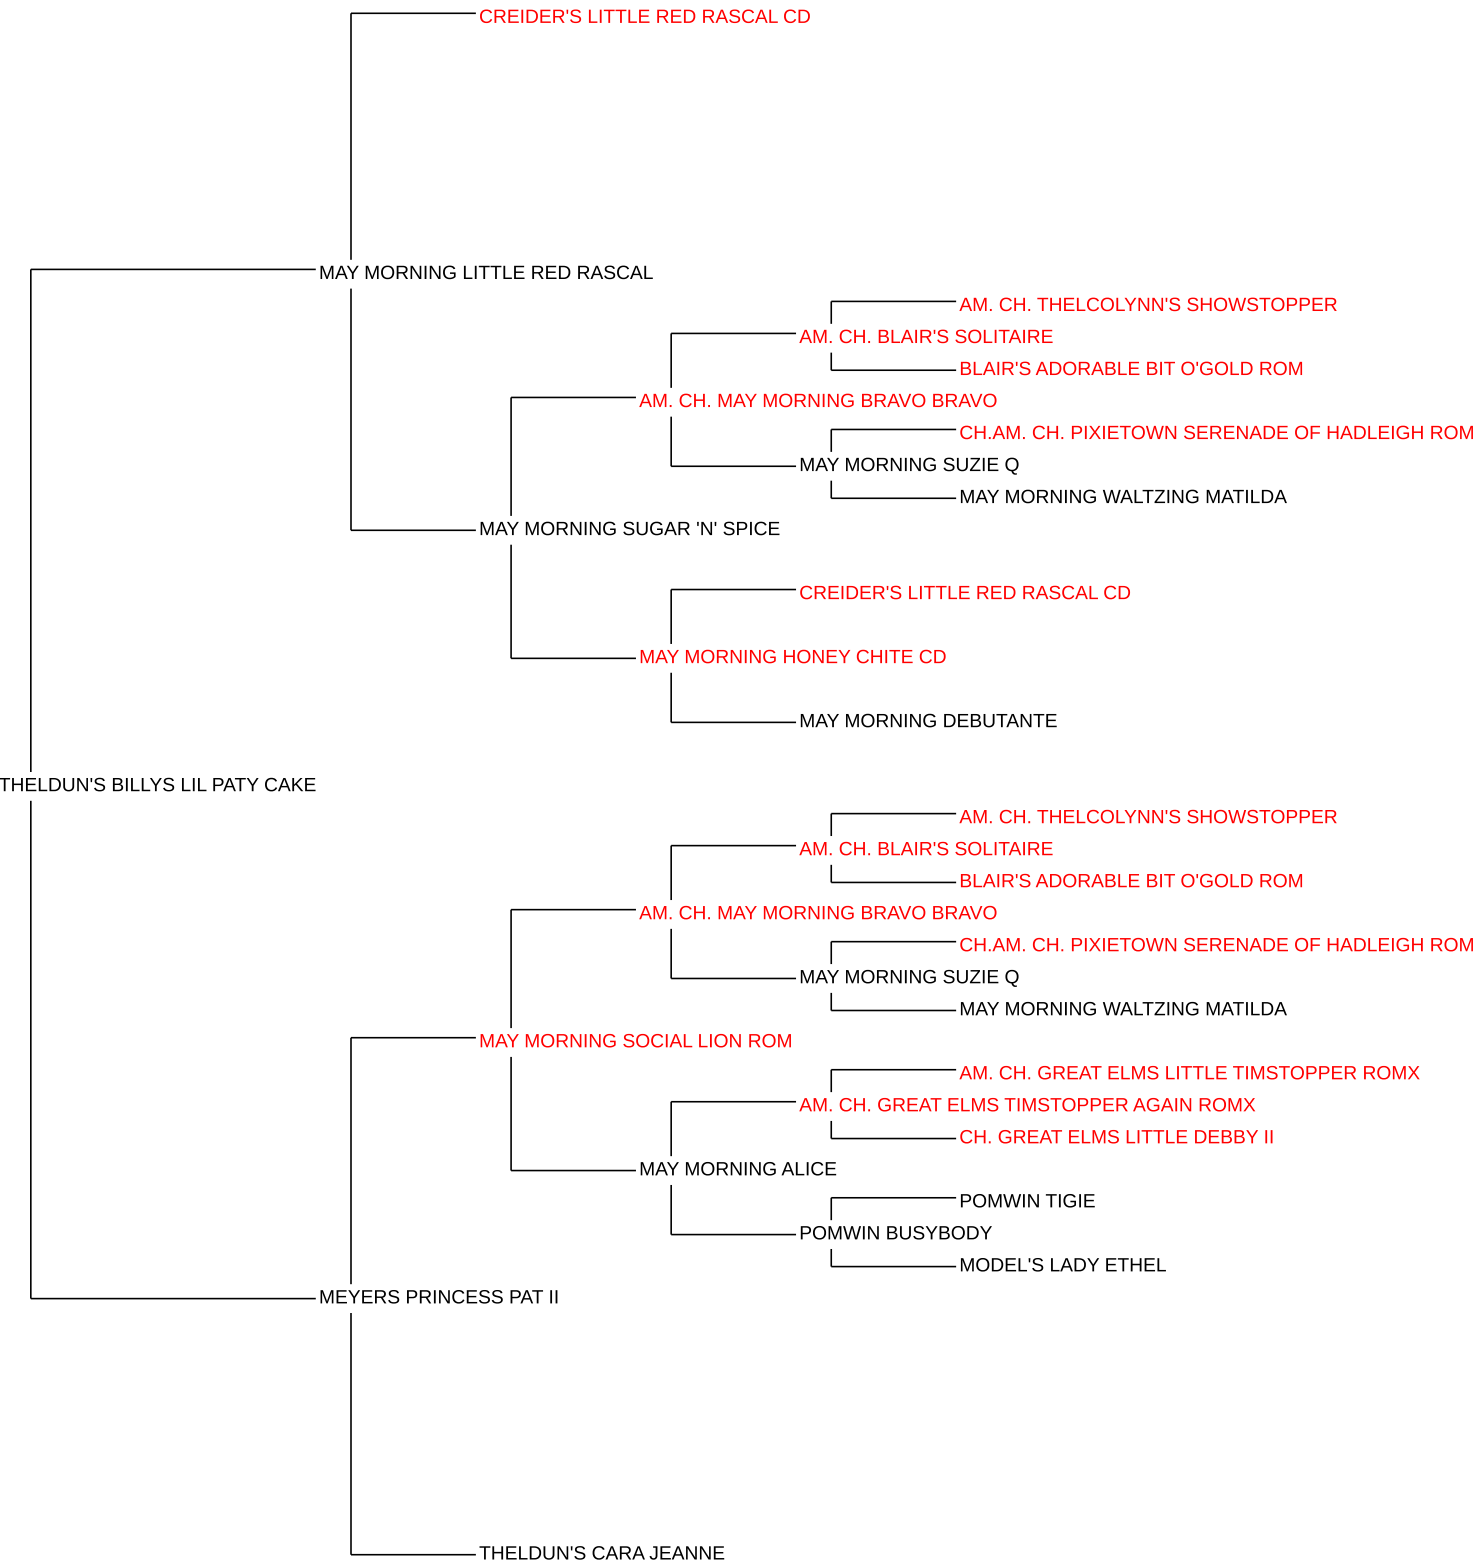 CREIDER'S LITTLE RED RASCAL CD
MAY MORNING LITTLE RED RASCAL
AM. CH. THELCOLYNN'S SHOWSTOPPER
AM. CH. BLAIR'S SOLITAIRE
BLAIR'S ADORABLE BIT O'GOLD ROM
AM. CH. MAY MORNING BRAVO BRAVO
CH.AM. CH. PIXIETOWN SERENADE OF HADLEIGH ROM
MAY MORNING SUZIE Q
MAY MORNING WALTZING MATILDA
MAY MORNING SUGAR 'N' SPICE
CREIDER'S LITTLE RED RASCAL CD
MAY MORNING HONEY CHITE CD
MAY MORNING DEBUTANTE
THELDUN'S BILLYS LIL PATY CAKE
AM. CH. THELCOLYNN'S SHOWSTOPPER
AM. CH. BLAIR'S SOLITAIRE
BLAIR'S ADORABLE BIT O'GOLD ROM
AM. CH. MAY MORNING BRAVO BRAVO
CH.AM. CH. PIXIETOWN SERENADE OF HADLEIGH ROM
MAY MORNING SUZIE Q
MAY MORNING WALTZING MATILDA
MAY MORNING SOCIAL LION ROM
AM. CH. GREAT ELMS LITTLE TIMSTOPPER ROMX
AM. CH. GREAT ELMS TIMSTOPPER AGAIN ROMX
CH. GREAT ELMS LITTLE DEBBY II
MAY MORNING ALICE
POMWIN TIGIE
POMWIN BUSYBODY
MODEL'S LADY ETHEL
MEYERS PRINCESS PAT II
THELDUN'S CARA JEANNE